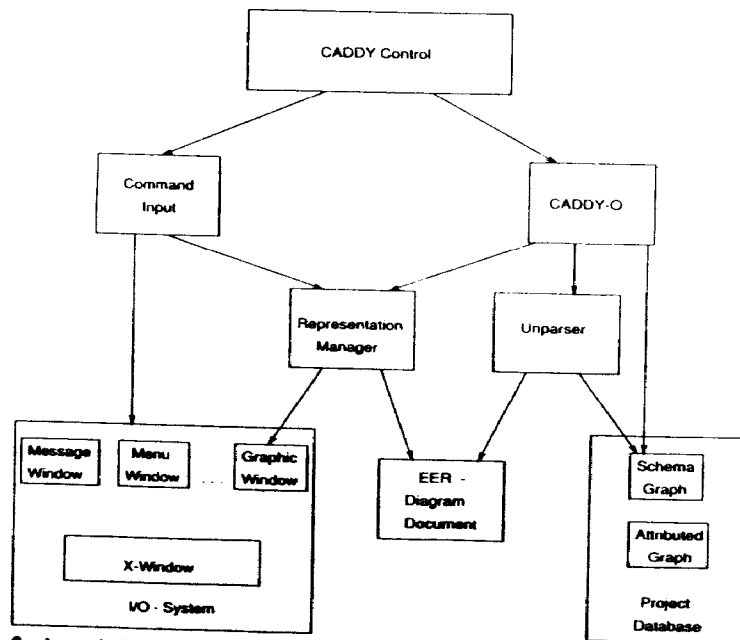 CADDY Control
Command
Input
CADDY-O
Representation
Manager
Unparser
Message
Window
Menu
Window
. . .
Graphic
Window
X-Window
I/O - System
EER -
Diagram
Document
Schema
Graph
Attributed
Graph
Project
Database